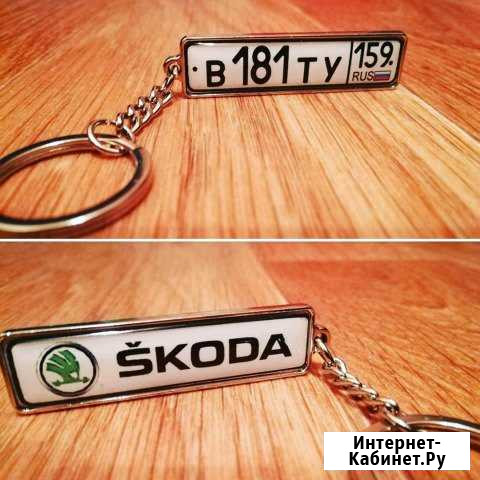 В 181 ТУ 159
RUS
ŠKODA
Интернет-
Кабинет.Ру